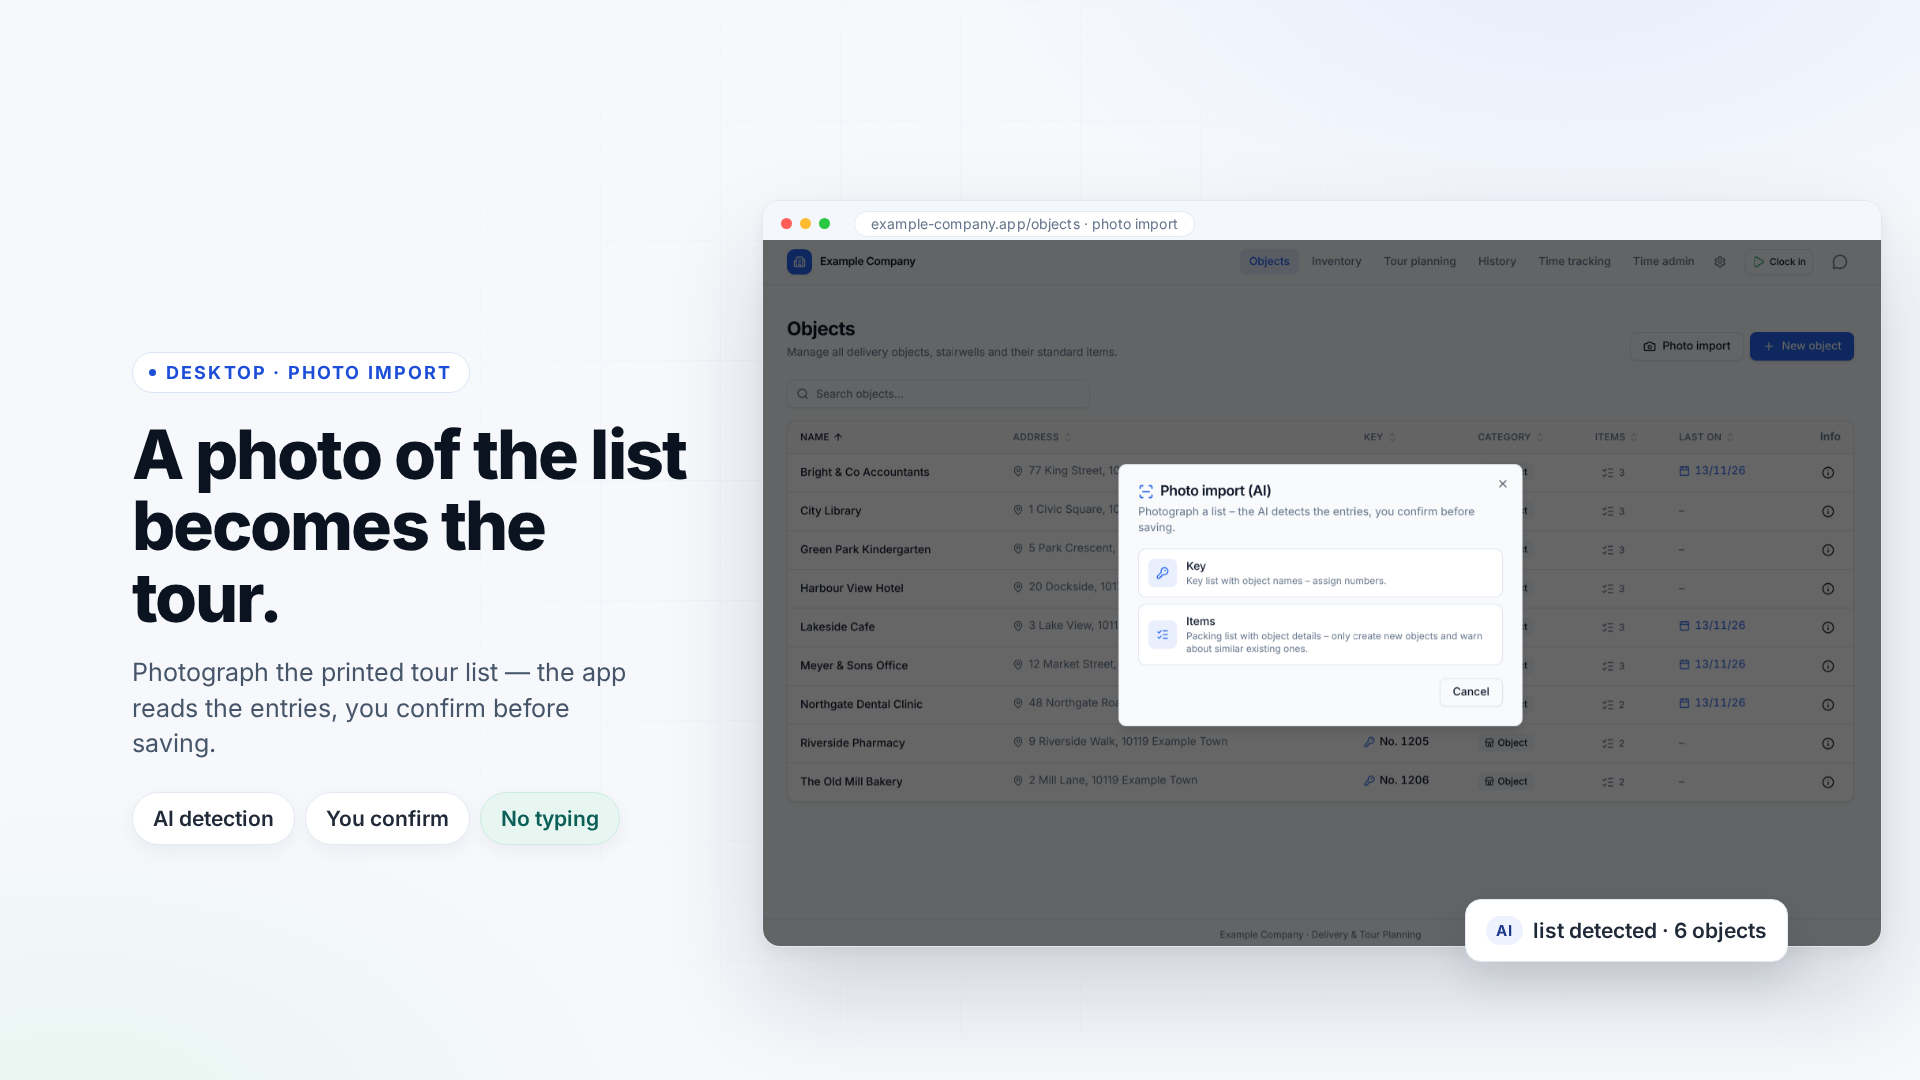 DESKTOP · PHOTO IMPORT
A photo of the list
becomes the
tour.
Photograph the printed tour list — the app
reads the entries, you confirm before
saving.
AI detection You confirm No typing
example-company.app/objects · photo import
Example Company Objects Inventory Tour planning History Time tracking Time admin Clock in
Objects
Manage all delivery objects, stairwells and their standard items.
Photo import New object
Search objects...
NAME ADDRESS KEY CATEGORY ITEMS LAST ON Info
Bright & Co Accountants 77 King Street, 3 13/11/26
City Library 1 Civic Square, 3 –
Green Park Kindergarten 5 Park Crescent, 3 –
Harbour View Hotel 20 Dockside, 3 –
Lakeside Cafe 3 Lake View, 3 13/11/26
Meyer & Sons Office 12 Market Street, 3 13/11/26
Northgate Dental Clinic 48 Northgate 2 13/11/26
Riverside Pharmacy 9 Riverside Walk, 10119 Example Town No. 1205 Object 2 –
The Old Mill Bakery 2 Mill Lane, 10119 Example Town No. 1206 Object 2 –
Photo import (AI)
Photograph a list – the AI detects the entries, you confirm before
saving.
Key
Key list with object names – assign numbers.
Items
Packing list with object details – only create new objects and warn
about similar existing ones.
Cancel
Example Company · Delivery & Tour Planning
AI list detected · 6 objects